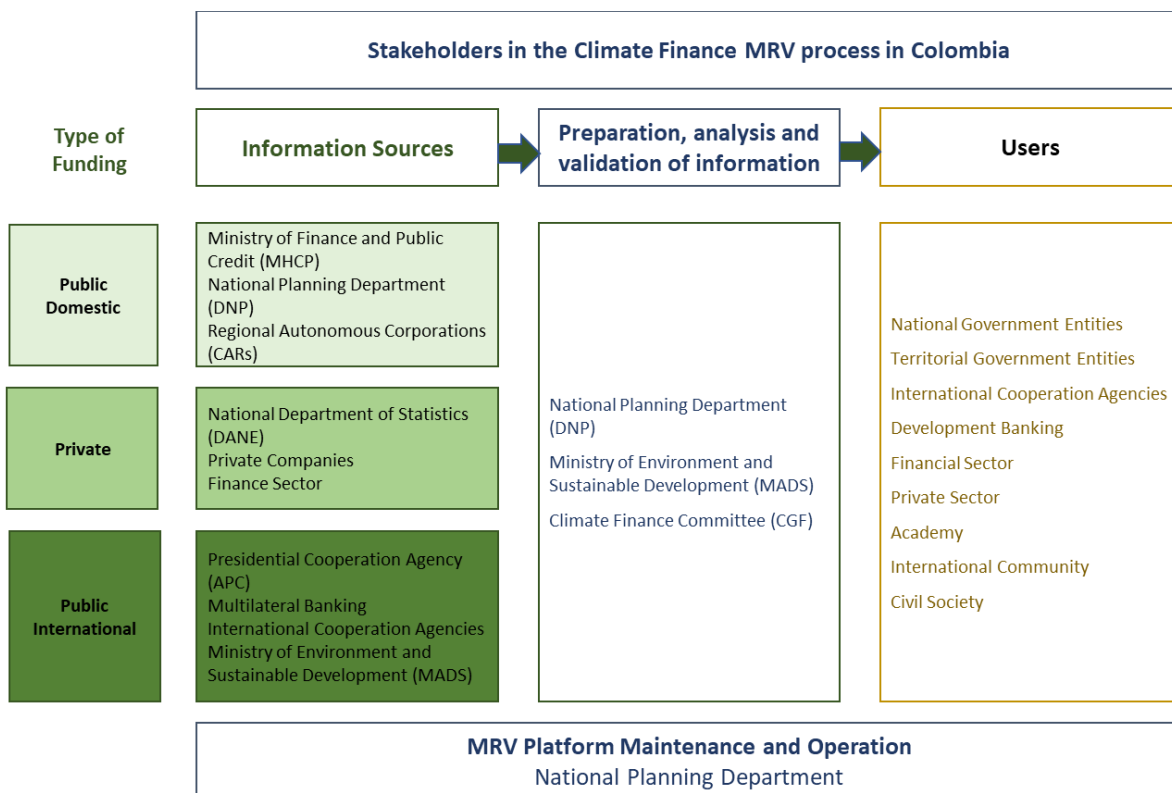 Stakeholders in the Climate Finance MRV process in Colombia
Type of
Funding
Information Sources
Preparation, analysis and
validation of information
Users
Public
Domestic
Ministry of Finance and Public
Credit (MHCP)
National Planning Department
(DNP)
Regional Autonomous Corporations
(CARs)
Private
National Department of Statistics
(DANE)
Private Companies
Finance Sector
Public
International
Presidential Cooperation Agency
(APC)
Multilateral Banking
International Cooperation Agencies
Ministry of Environment and
Sustainable Development (MADS)
National Planning Department
(DNP)
Ministry of Environment and
Sustainable Development (MADS)
Climate Finance Committee (CGF)
National Government Entities
Territorial Government Entities
International Cooperation Agencies
Development Banking
Financial Sector
Private Sector
Academy
International Community
Civil Society
MRV Platform Maintenance and Operation
National Planning Department